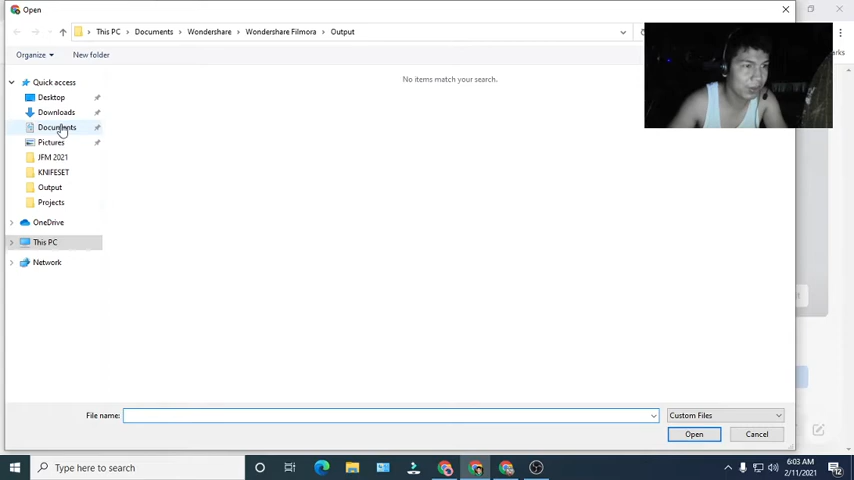 Open
This PC > Documents > Wondershare > Wondershare Filmora > Output
Organize
New folder
No items match your search.
Quick access
Desktop
Downloads
Documents
Pictures
JFM 2021
KNIFESET
Output
Projects
OneDrive
This PC
Network
File name:
Custom Files
Open
Cancel
Type here to search
6:03 AM
2/11/2021